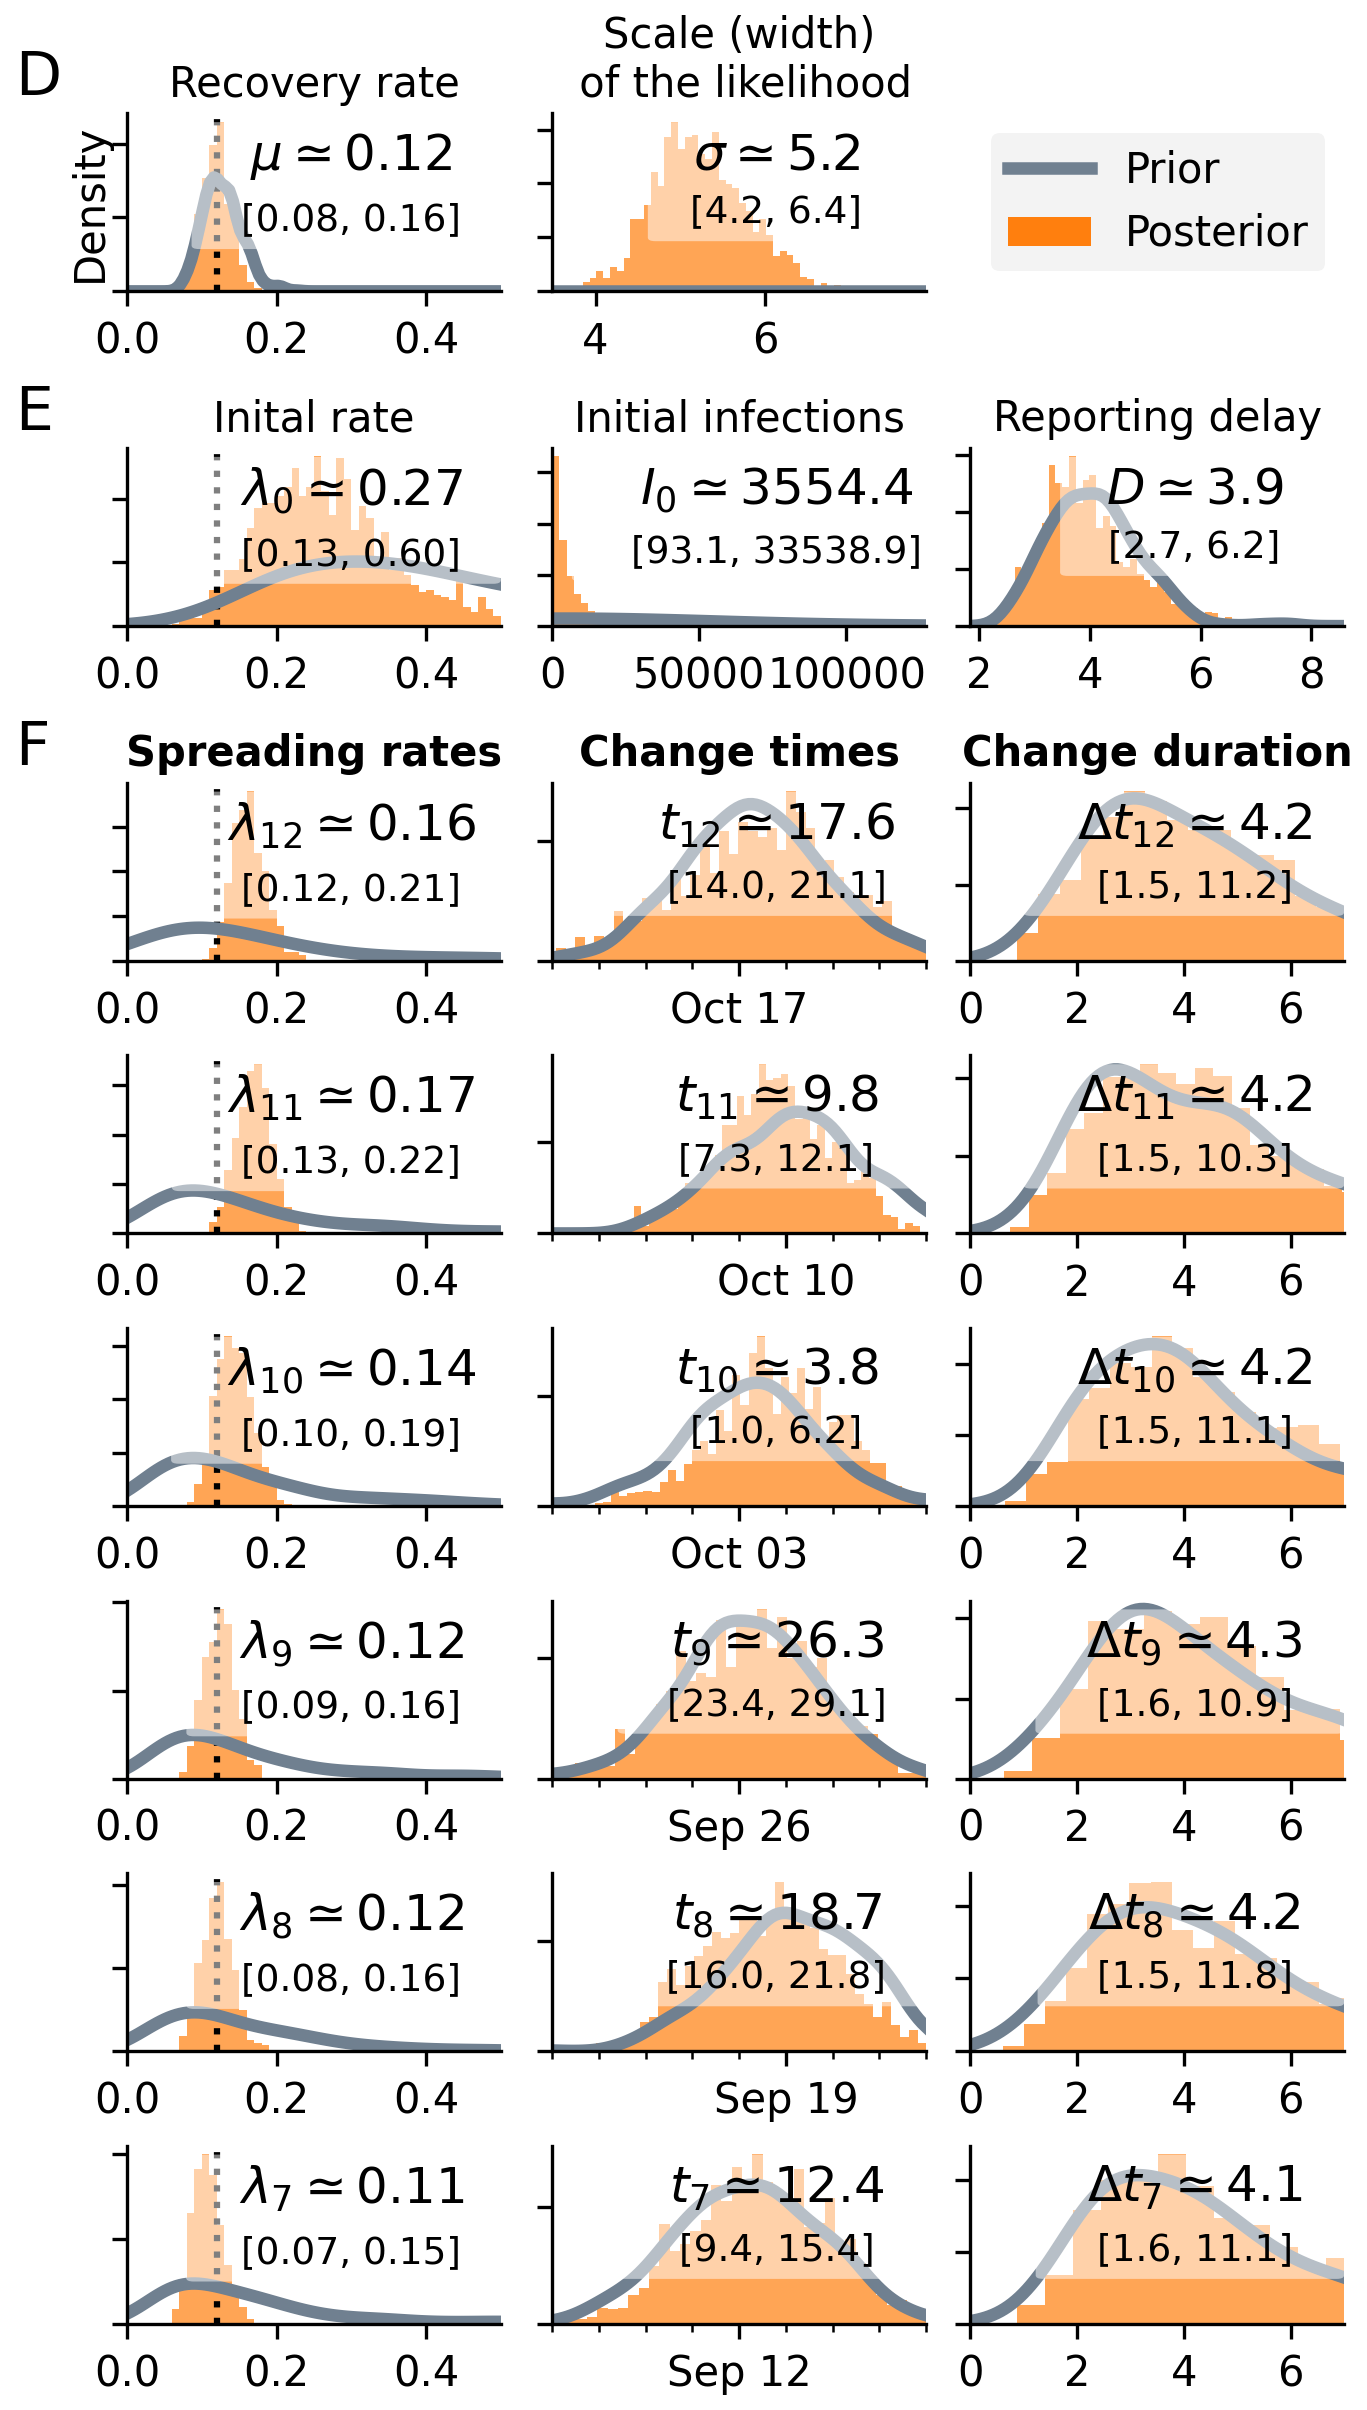 D
Recovery rate
Scale (width)
of the likelihood
Density
μ ≃ 0.12
[0.08, 0.16]
0.0 0.2 0.4
σ ≃ 5.2
[4.2, 6.4]
4 6
Prior
Posterior
E
Inital rate
Initial infections
Reporting delay
λ0 ≃ 0.27
[0.13, 0.60]
0.0 0.2 0.4
I0 ≃ 3554.4
[93.1, 33538.9]
0 50000 100000
D ≃ 3.9
[2.7, 6.2]
2 4 6 8
F
Spreading rates
Change times
Change duration
λ12 ≃ 0.16
[0.12, 0.21]
0.0 0.2 0.4
t12 ≃ 17.6
[14.0, 21.1]
Oct 17
Δt12 ≃ 4.2
[1.5, 11.2]
0 2 4 6
λ11 ≃ 0.17
[0.13, 0.22]
0.0 0.2 0.4
t11 ≃ 9.8
[7.3, 12.1]
Oct 10
Δt11 ≃ 4.2
[1.5, 10.3]
0 2 4 6
λ10 ≃ 0.14
[0.10, 0.19]
0.0 0.2 0.4
t10 ≃ 3.8
[1.0, 6.2]
Oct 03
Δt10 ≃ 4.2
[1.5, 11.1]
0 2 4 6
λ9 ≃ 0.12
[0.09, 0.16]
0.0 0.2 0.4
t9 ≃ 26.3
[23.4, 29.1]
Sep 26
Δt9 ≃ 4.3
[1.6, 10.9]
0 2 4 6
λ8 ≃ 0.12
[0.08, 0.16]
0.0 0.2 0.4
t8 ≃ 18.7
[16.0, 21.8]
Sep 19
Δt8 ≃ 4.2
[1.5, 11.8]
0 2 4 6
λ7 ≃ 0.11
[0.07, 0.15]
0.0 0.2 0.4
t7 ≃ 12.4
[9.4, 15.4]
Sep 12
Δt7 ≃ 4.1
[1.6, 11.1]
0 2 4 6